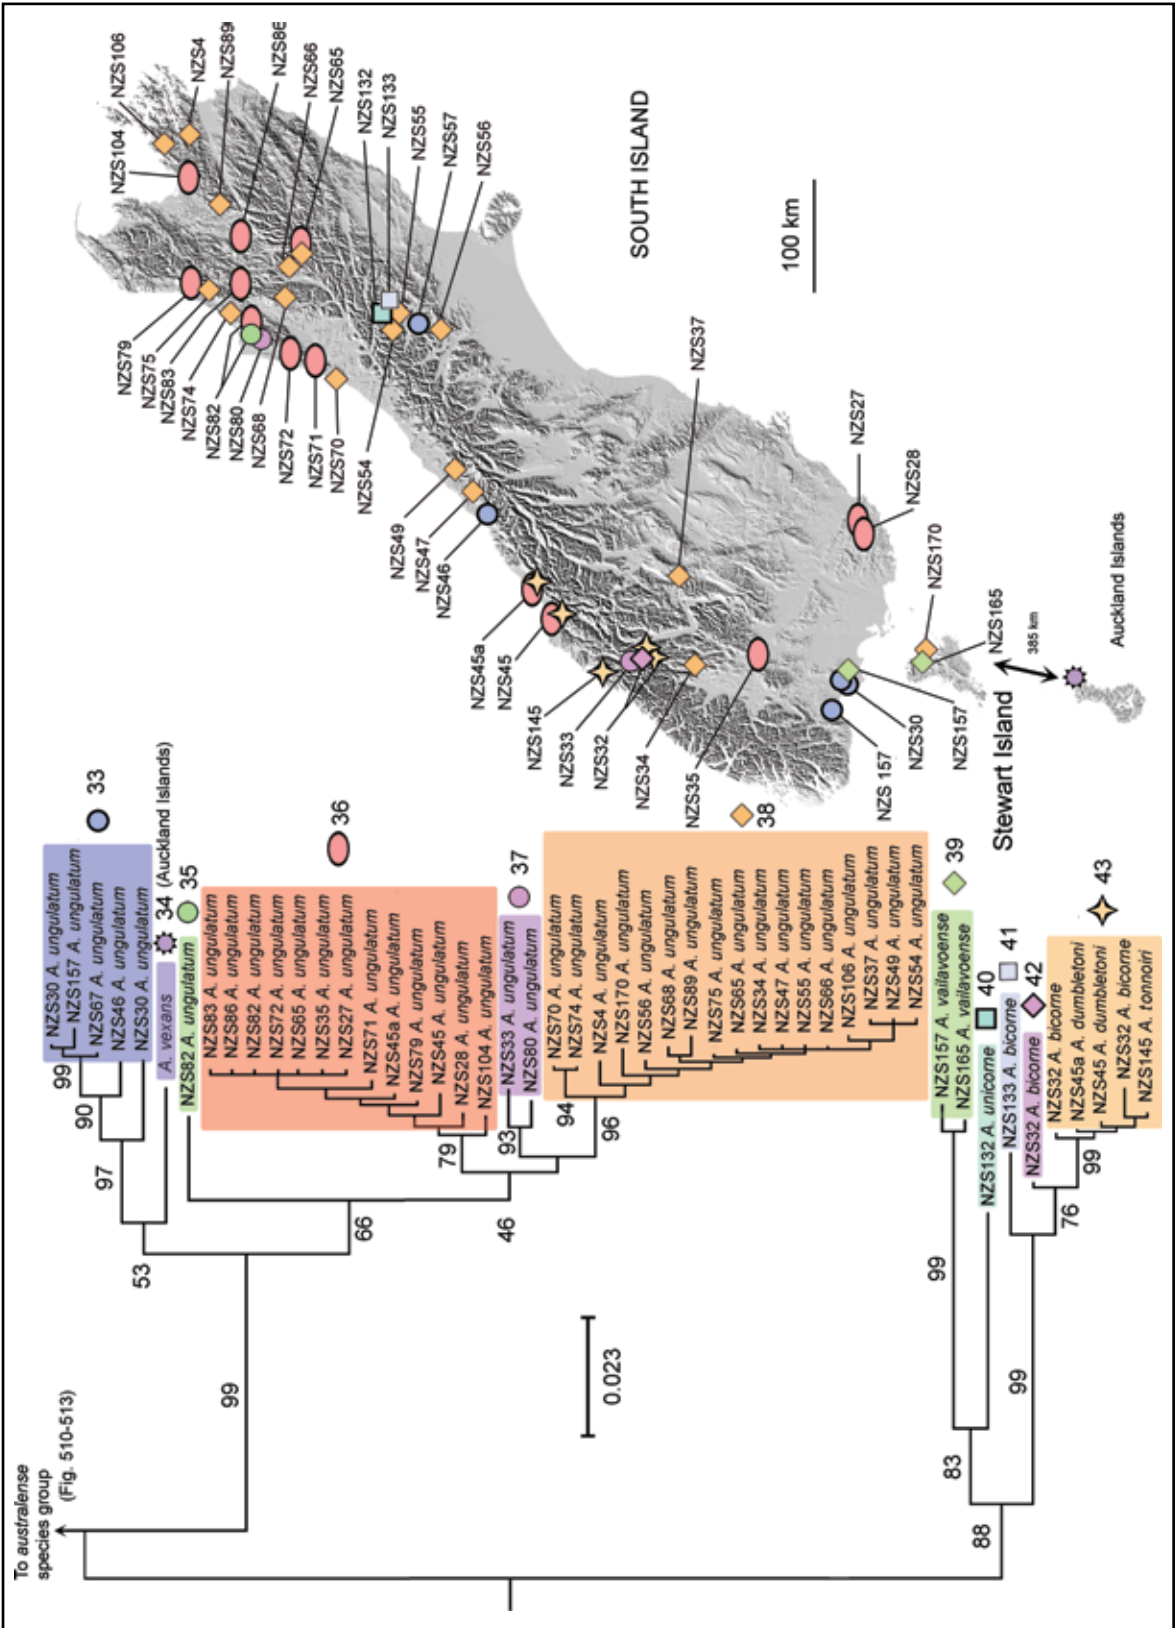 To australense
species group
(Fig. 510-513)
99
53
97
90
99
NZS30 A. ungulatum
NZS157 A. ungulatum
NZS67 A. ungulatum
NZS46 A. ungulatum
NZS30 A. ungulatum
33
A. vexans
34 (Auckland Islands)
66
NZS82 A. ungulatum
35
46
79
NZS83 A. ungulatum
NZS86 A. ungulatum
NZS82 A. ungulatum
NZS72 A. ungulatum
NZS65 A. ungulatum
NZS35 A. ungulatum
NZS27 A. ungulatum
NZS71 A. ungulatum
NZS45a A. ungulatum
NZS79 A. ungulatum
NZS45 A. ungulatum
NZS28 A. ungulatum
NZS104 A. ungulatum
36
93
NZS33 A. ungulatum
NZS80 A. ungulatum
37
96
94
NZS70 A. ungulatum
NZS74 A. ungulatum
NZS4 A. ungulatum
NZS170 A. ungulatum
NZS56 A. ungulatum
NZS68 A. ungulatum
NZS89 A. ungulatum
NZS75 A. ungulatum
NZS65 A. ungulatum
NZS34 A. ungulatum
NZS47 A. ungulatum
NZS55 A. ungulatum
NZS66 A. ungulatum
NZS106 A. ungulatum
NZS37 A. ungulatum
NZS49 A. ungulatum
NZS54 A. ungulatum
38
0.023
88
83
99
NZS157 A. vailavoense
NZS165 A. vailavoense
39
NZS132 A. unicorne
40
99
NZS133 A. bicorne
41
76
NZS32 A. bicorne
42
99
NZS32 A. bicorne
NZS45a A. dumbletoni
NZS45 A. dumbletoni
NZS32 A. bicorne
NZS145 A. tonnoiri
43
NZS106
NZS4
NZS89
NZS86
NZS66
NZS65
NZS104
NZS132
NZS133
NZS55
NZS57
NZS56
NZS79
NZS75
NZS83
NZS74
NZS82
NZS80
NZS68
NZS72
NZS71
NZS70
NZS54
NZS49
NZS47
NZS46
NZS45a
NZS45
NZS145
NZS33
NZS32
NZS34
NZS35
NZS37
NZS27
NZS28
NZS170
NZS165
NZS157
NZS30
NZS 157
SOUTH ISLAND
100 km
Stewart Island
385 km
Auckland Islands